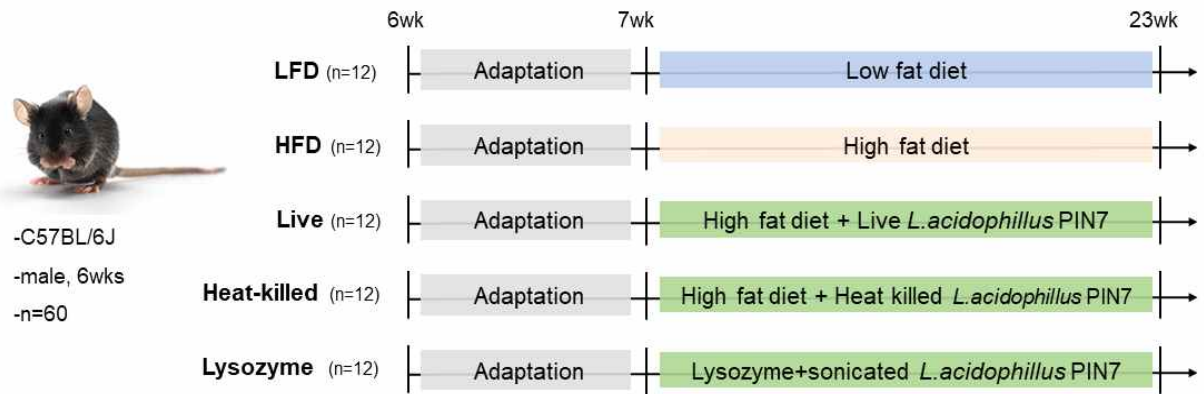 6wk 7wk 23wk
LFD (n=12) Adaptation Low fat diet
HFD (n=12) Adaptation High fat diet
Live (n=12) Adaptation High fat diet + Live L.acidophillus PIN7
Heat-killed (n=12) Adaptation High fat diet + Heat killed L.acidophillus PIN7
Lysozyme (n=12) Adaptation Lysozyme+sonicated L.acidophillus PIN7
-C57BL/6J
-male, 6wks
-n=60